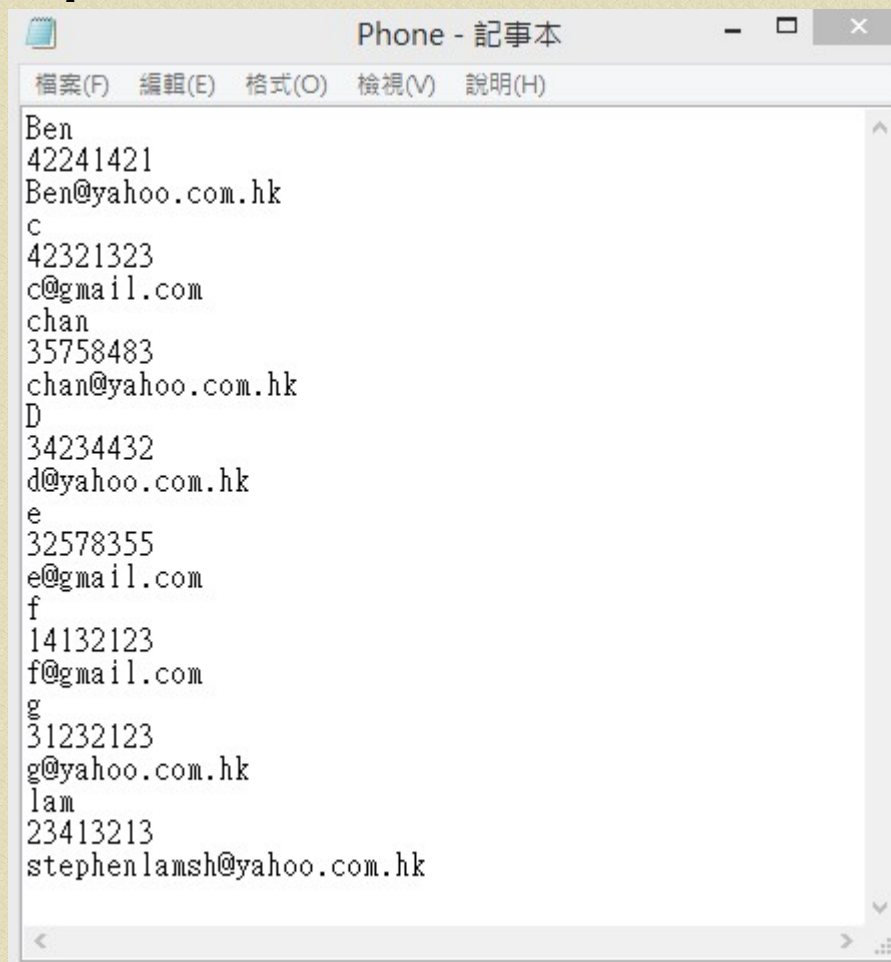 Phone - 記事本
檔案(F) 編輯(E) 格式(O) 檢視(V) 說明(H)
Ben
42241421
Ben@yahoo.com.hk
c
42321323
c@gmail.com
chan
35758483
chan@yahoo.com.hk
D
34234432
d@yahoo.com.hk
e
32578355
e@gmail.com
f
14132123
f@gmail.com
g
31232123
g@yahoo.com.hk
lam
23413213
stephenlamsh@yahoo.com.hk